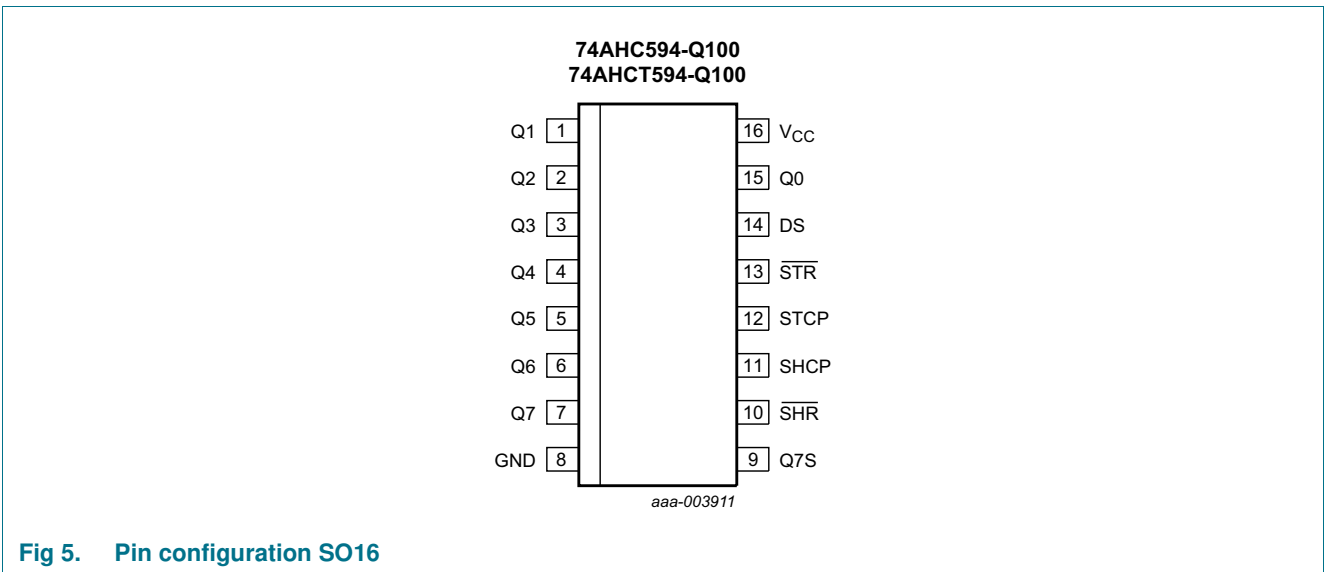 74AHC594-Q100
74AHCT594-Q100
Q1 1 16 VCC
Q2 2 15 Q0
Q3 3 14 DS
Q4 4 13 S̅T̅R̅
Q5 5 12 STCP
Q6 6 11 SHCP
Q7 7 10 S̅H̅R̅
GND 8 9 Q7S
aaa-003911
Fig 5. Pin configuration SO16